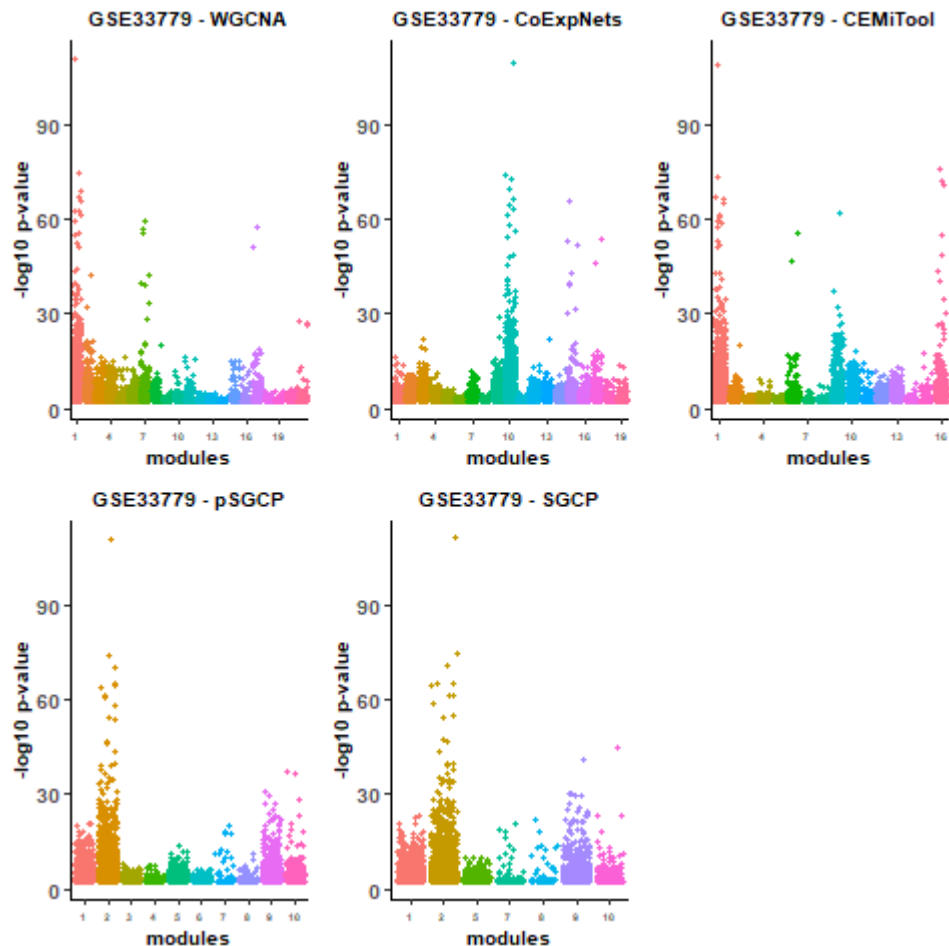 GSE33779 - WGCNA
GSE33779 - CoExpNets
GSE33779 - CEMiTool
-log10 p-value
90
60
30
0
1 4 7 10 13 16 19
modules
-log10 p-value
90
60
30
0
1 4 7 10 13 16 19
modules
-log10 p-value
90
60
30
0
1 4 7 10 13 16
modules
GSE33779 - pSGCP
GSE33779 - SGCP
-log10 p-value
90
60
30
0
1 2 3 4 5 6 7 8 9 10
modules
-log10 p-value
90
60
30
0
1 2 5 7 8 9 10
modules